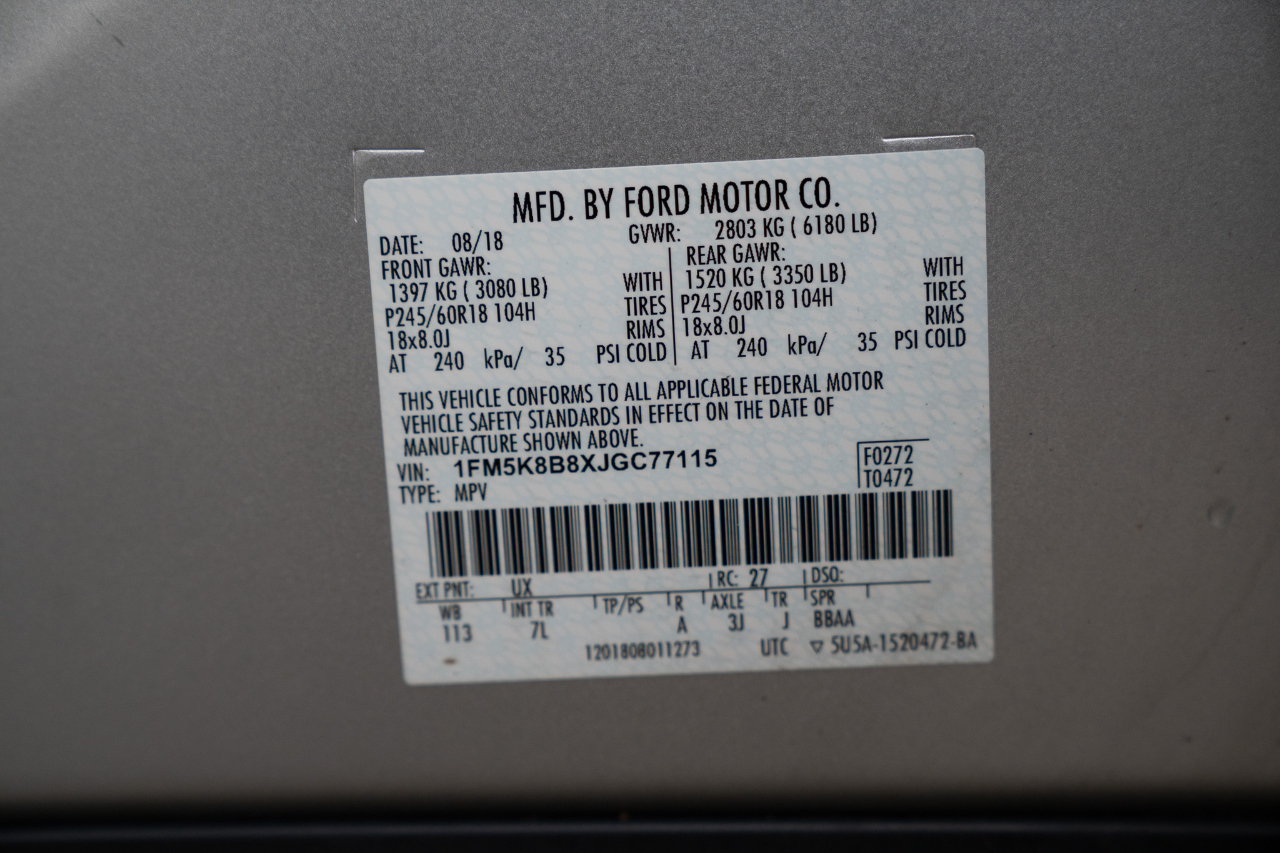 MFD. BY FORD MOTOR CO.
DATE: 08/18 GVWR: 2803 KG ( 6180 LB)
FRONT GAWR: REAR GAWR:
1397 KG ( 3080 LB) WITH 1520 KG ( 3350 LB) WITH
P245/60R18 104H TIRES P245/60R18 104H TIRES
18x8.0J RIMS 18x8.0J RIMS
AT 240 kPa/ 35 PSI COLD AT 240 kPa/ 35 PSI COLD
THIS VEHICLE CONFORMS TO ALL APPLICABLE FEDERAL MOTOR
VEHICLE SAFETY STANDARDS IN EFFECT ON THE DATE OF
MANUFACTURE SHOWN ABOVE.
VIN: 1FM5K8B8XJGC77115 F0272
TYPE: MPV T0472
EXT PNT: UX RC: 27 DSO:
WB INT TR TP/PS R AXLE TR SPR
113 7L A 3J J BBAA
1201808011273 UTC ▽ 5U5A-1520472-BA